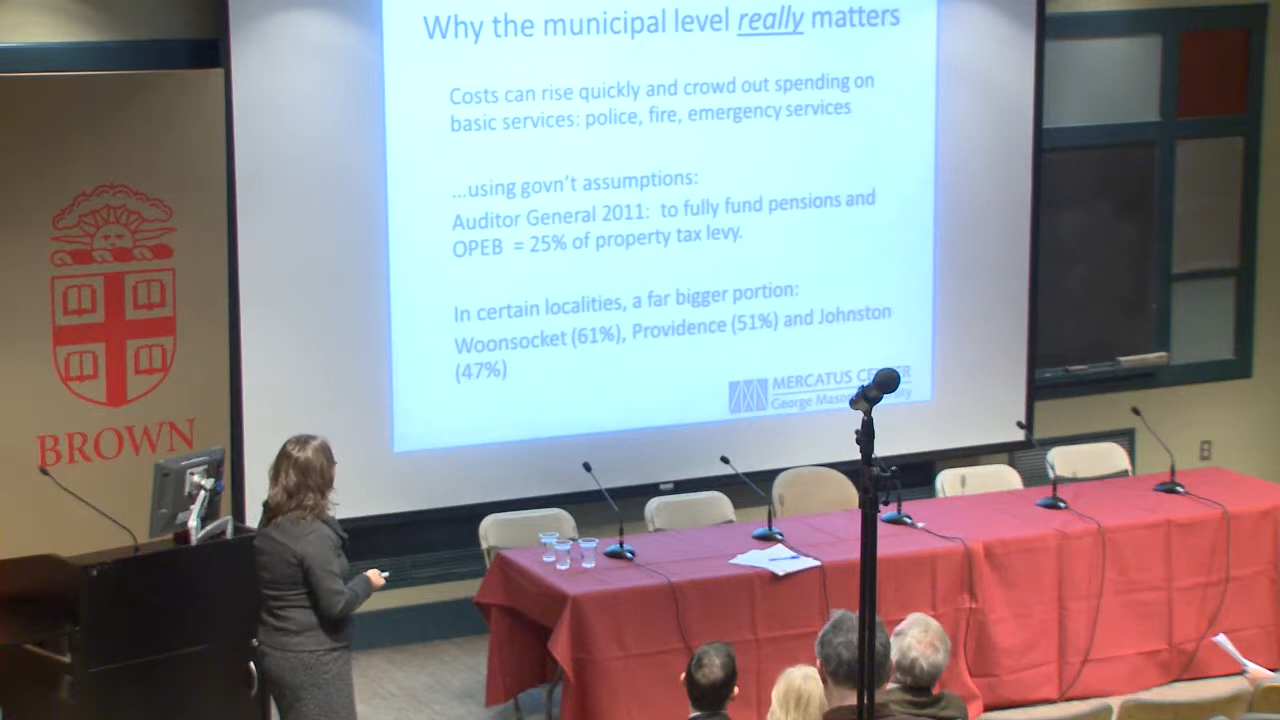 Why the municipal level really matters
Costs can rise quickly and crowd out spending on
basic services: police, fire, emergency services
...using govn't assumptions:
Auditor General 2011: to fully fund pensions and
OPEB = 25% of property tax levy.
In certain localities, a far bigger portion:
Woonsocket (61%), Providence (51%) and Johnston
(47%)
MERCATUS
George Mason
BROWN